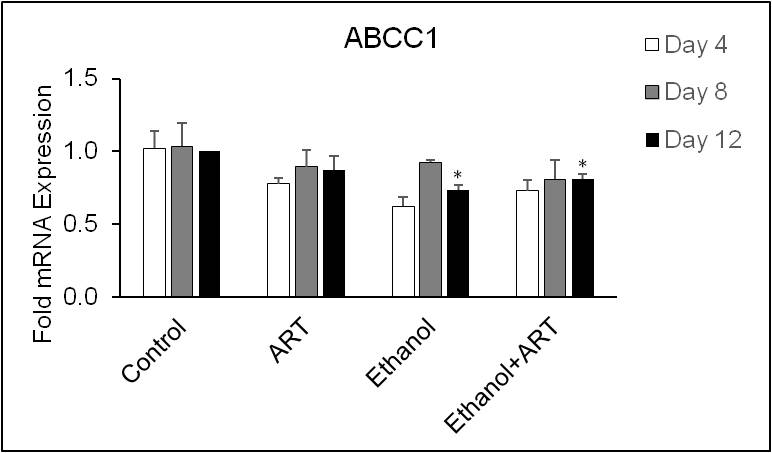 ABCC1
Day 4
Day 8
Day 12
Fold mRNA Expression
1.5
1.0
0.5
0.0
*
*
Control
ART
Ethanol
Ethanol+ART